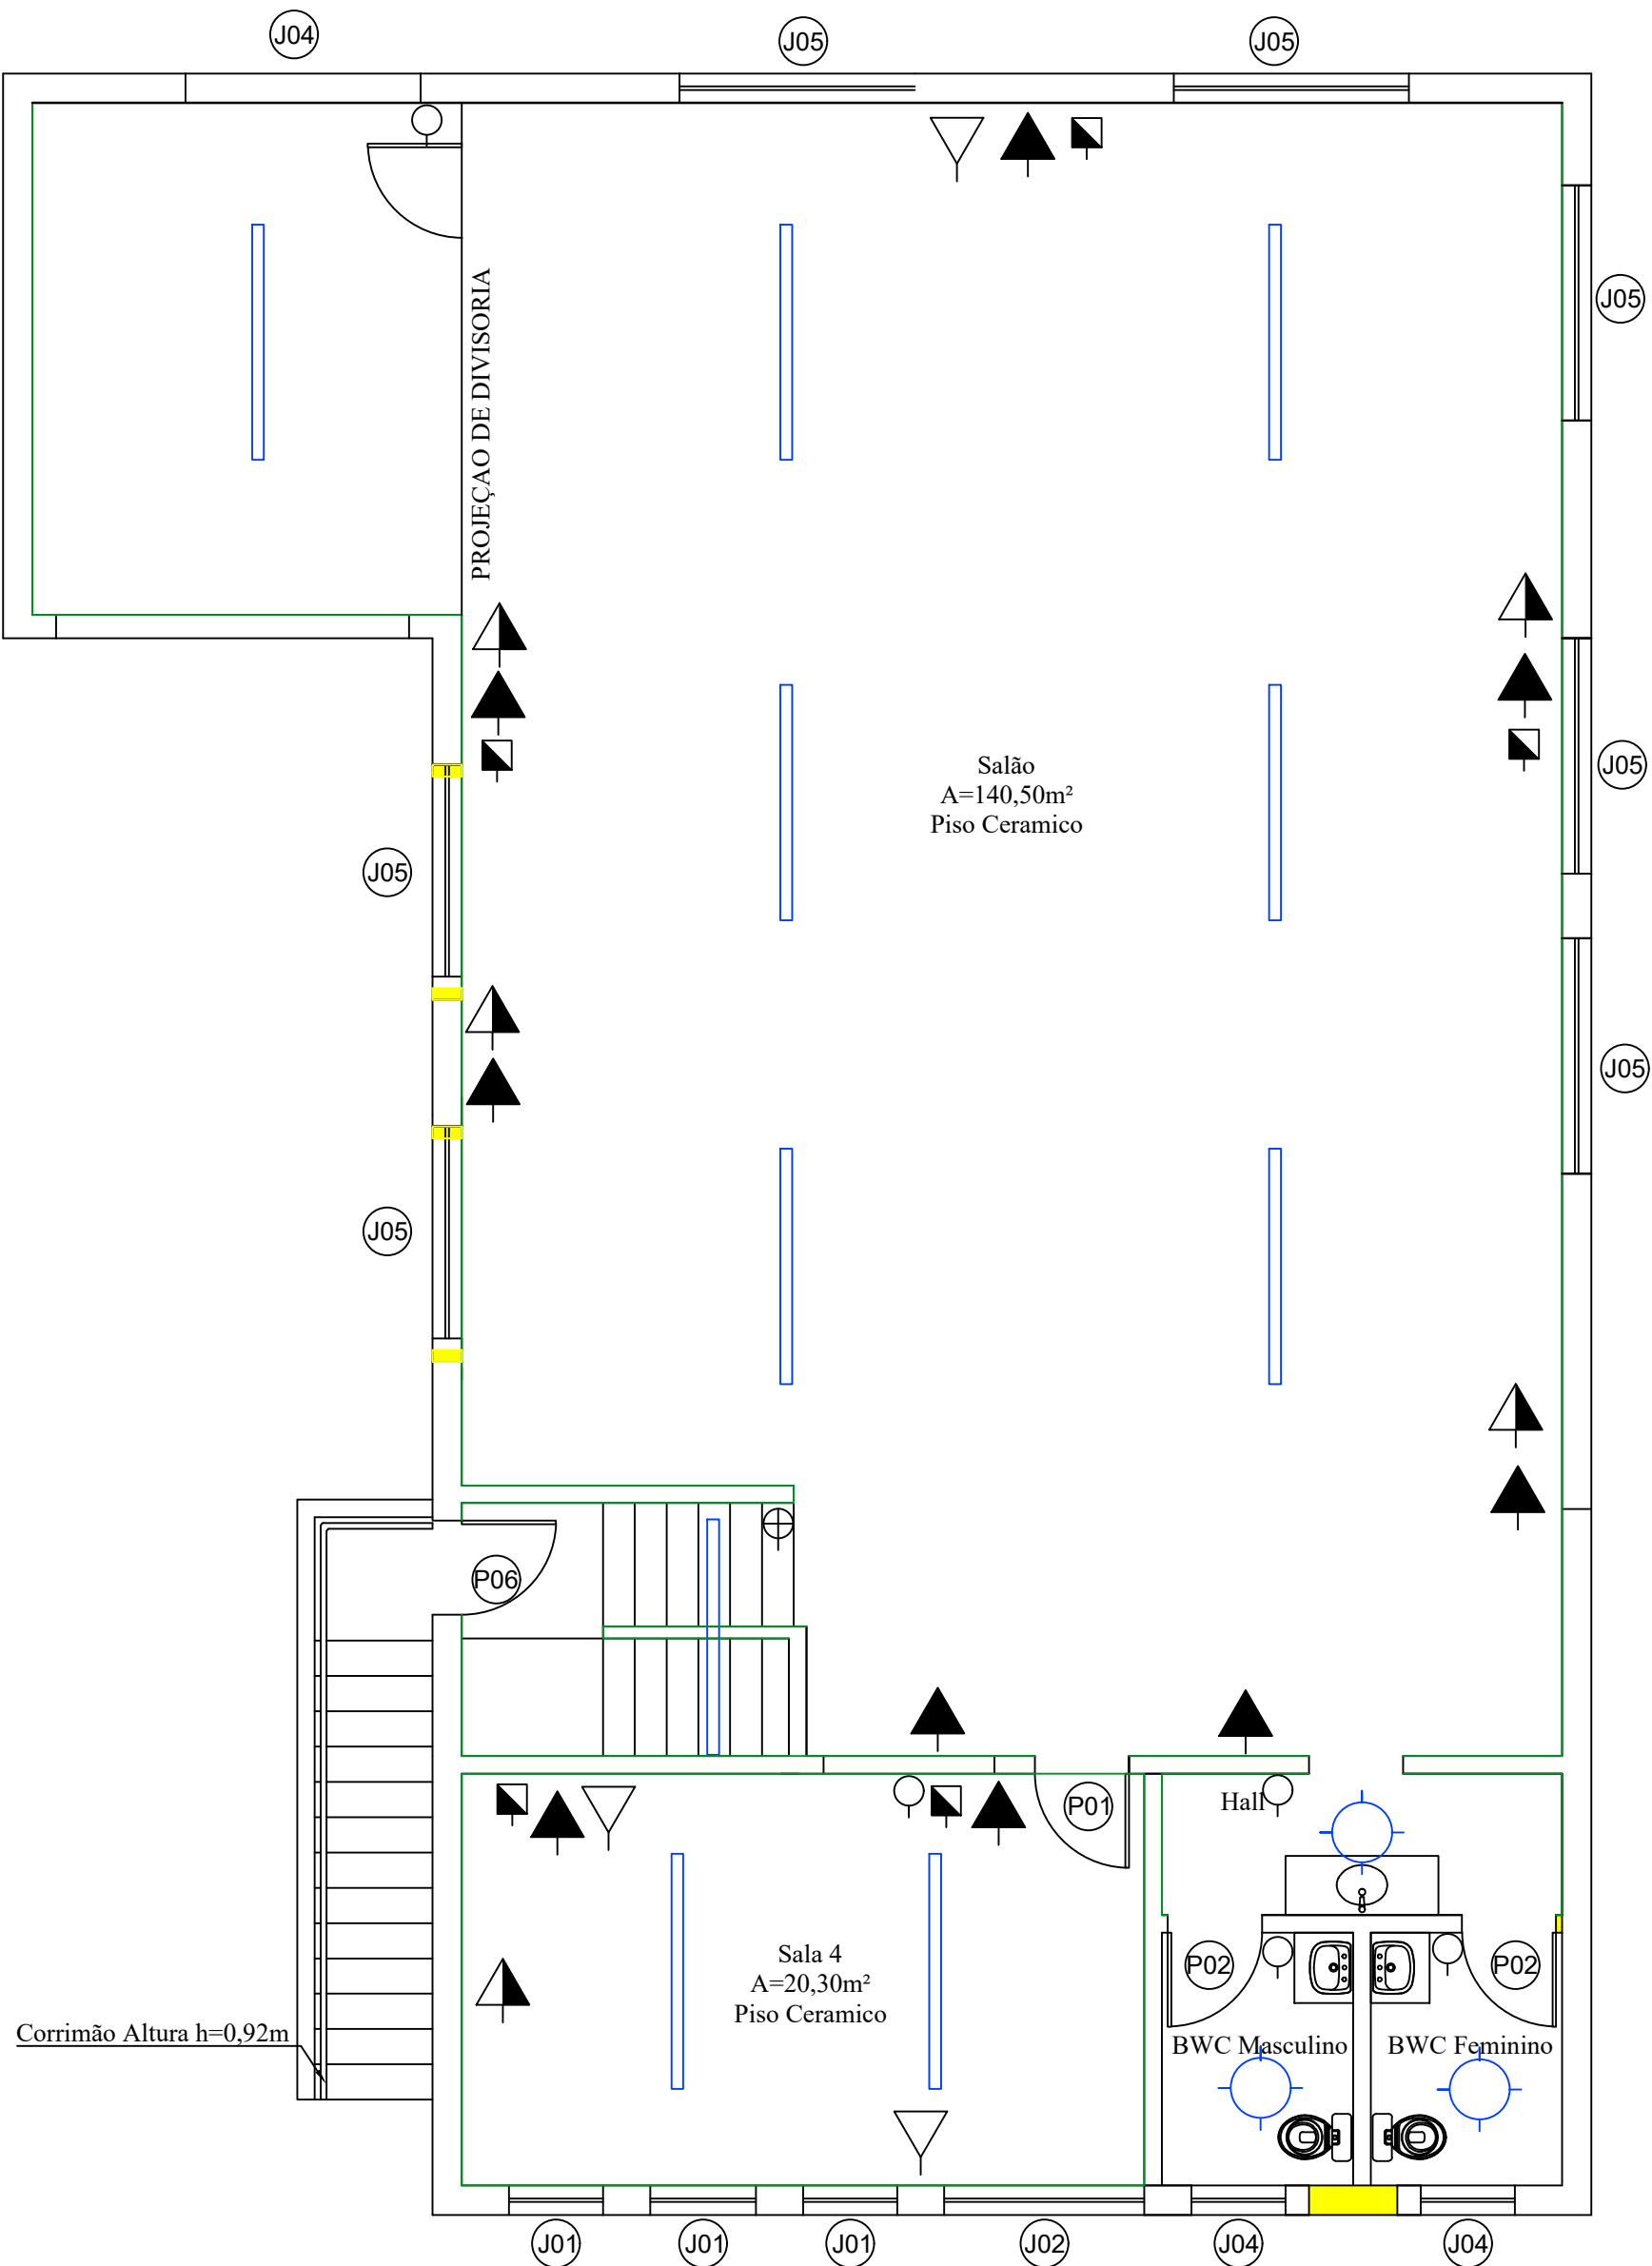 J04
J05
J05
J05
PROJEÇAO DE DIVISORIA
Salão
A=140,50m²
Piso Ceramico
J05
J05
J05
J05
P06
P01
Hall
Sala 4
A=20,30m²
Piso Ceramico
P02
P02
Corrimão Altura h=0,92m
BWC Masculino
BWC Feminino
J01
J01
J01
J02
J04
J04